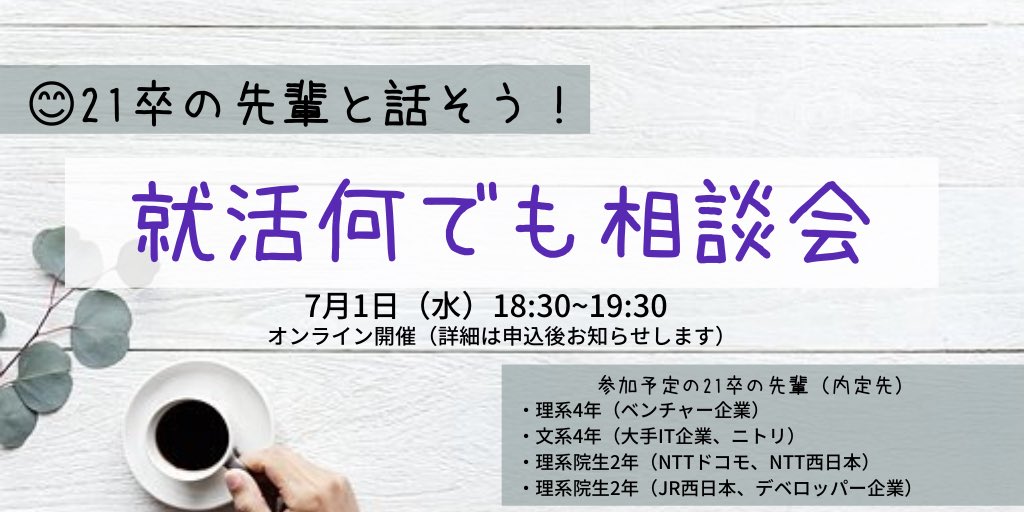 😊21卒の先輩と話そう！
就活何でも相談会
7月1日（水）18:30~19:30
オンライン開催（詳細は申込後お知らせします）
参加予定の21卒の先輩（内定先）
・理系4年（ベンチャー企業）
・文系4年（大手IT企業、ニトリ）
・理系院生2年（NTTドコモ、NTT西日本）
・理系院生2年（JR西日本、デベロッパー企業）